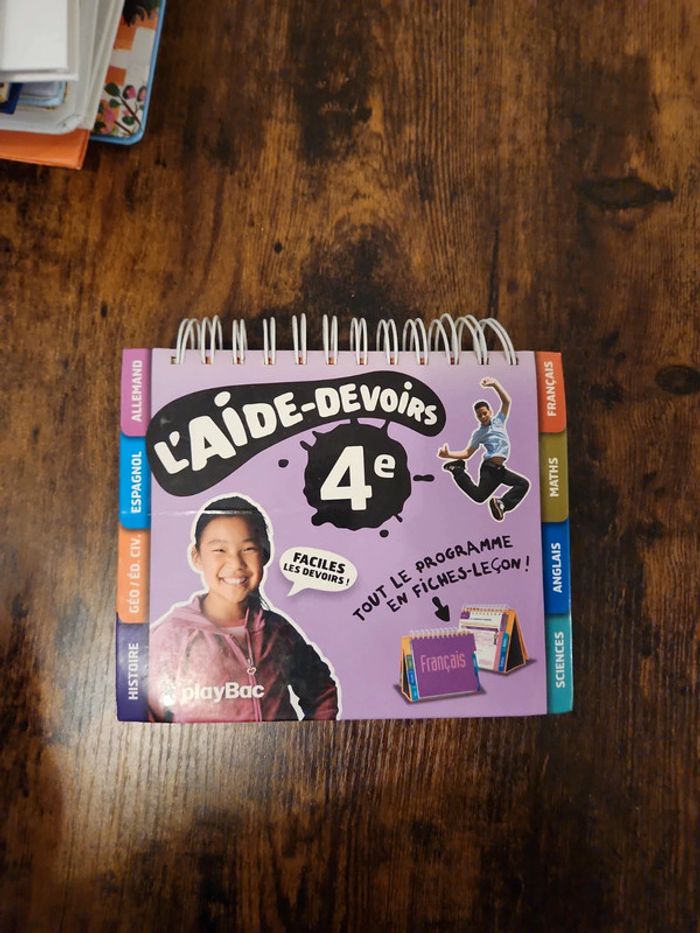 L'AIDE-DEVOIRS
4e
FACILES
LES DEVOIRS !
TOUT LE PROGRAMME
EN FICHES-LEÇON !
Français
playBac
ALLEMAND
ESPAGNOL
GÉO / ÉD. CIV.
HISTOIRE
FRANÇAIS
MATHS
ANGLAIS
SCIENCES